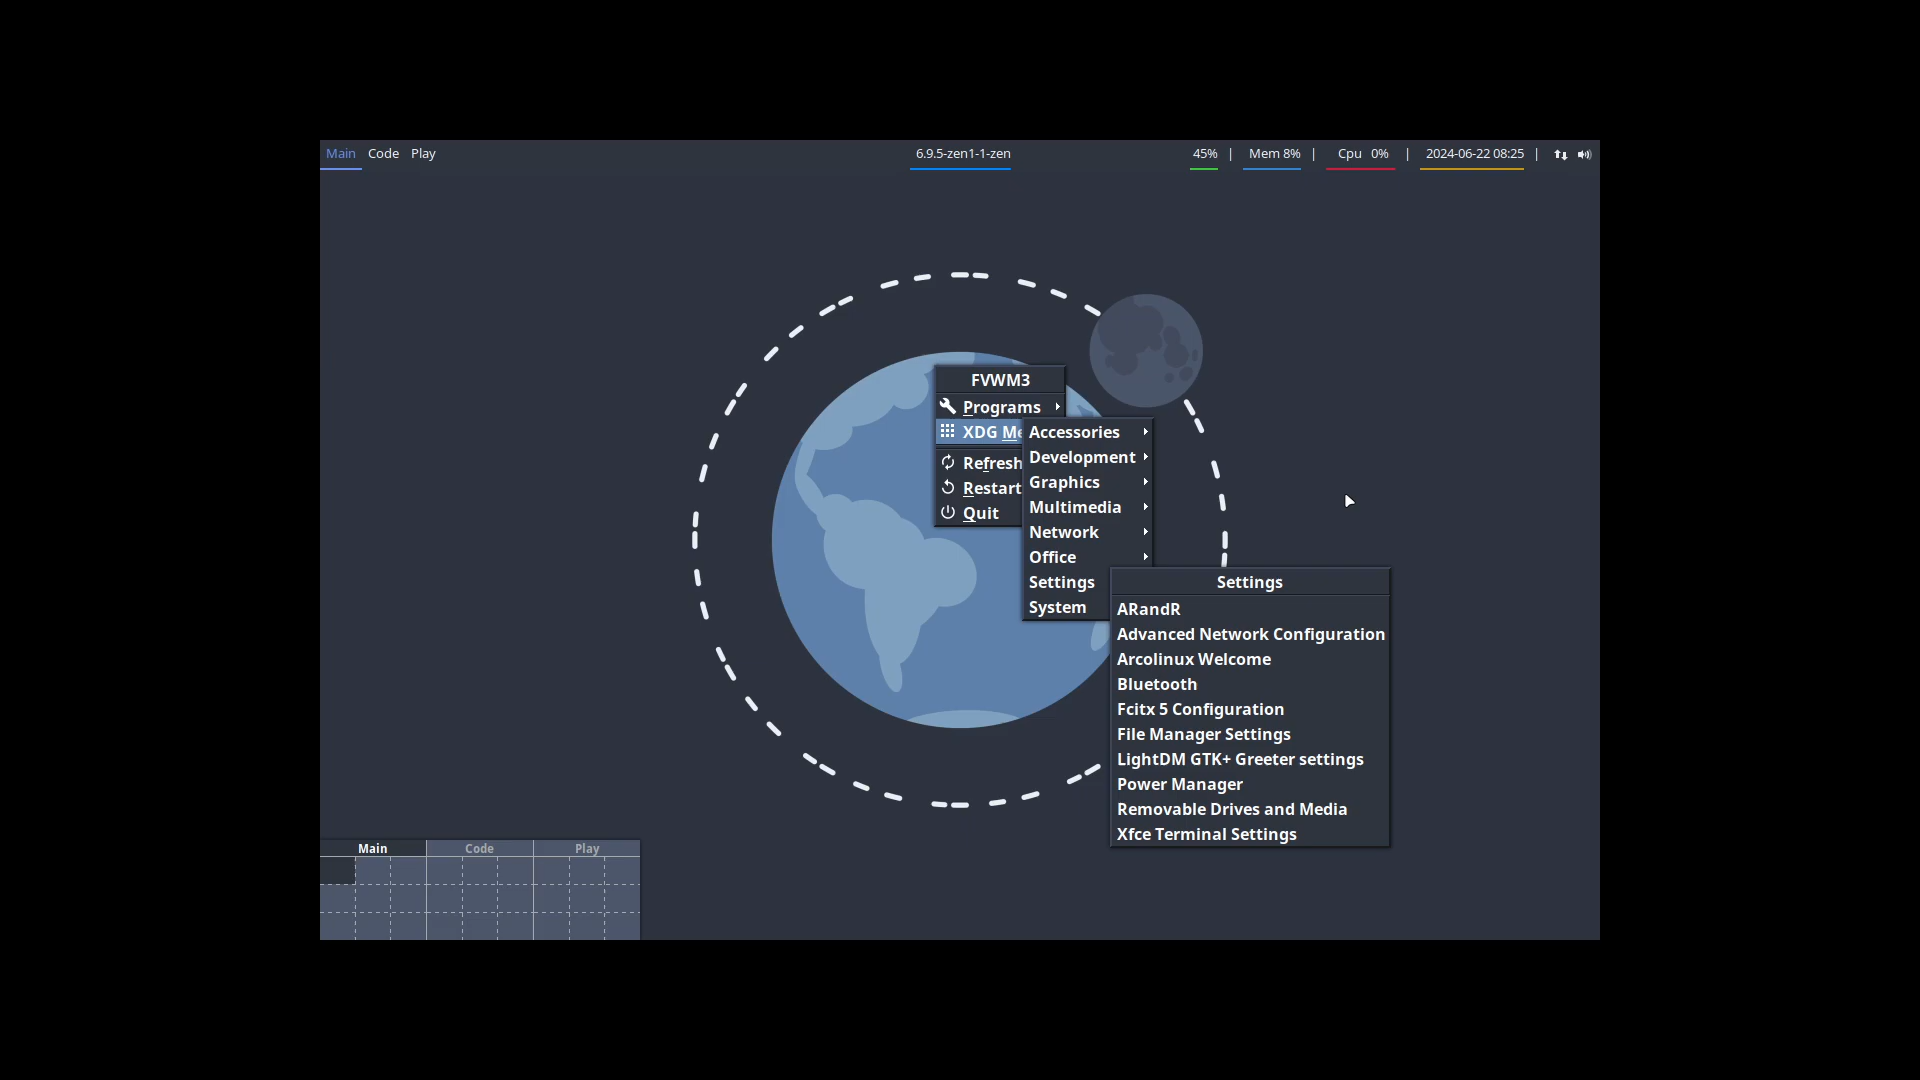 Main Code Play 6.9.5-zen1-1-zen 45% | Mem 8% | Cpu 0% | 2024-06-22 08:25 |
FVWM3
Programs
XDG Me
Refresh
Restart
Quit
Accessories
Development
Graphics
Multimedia
Network
Office
Settings
System
Settings
ARandR
Advanced Network Configuration
Arcolinux Welcome
Bluetooth
Fcitx 5 Configuration
File Manager Settings
LightDM GTK+ Greeter settings
Power Manager
Removable Drives and Media
Xfce Terminal Settings
Main Code Play